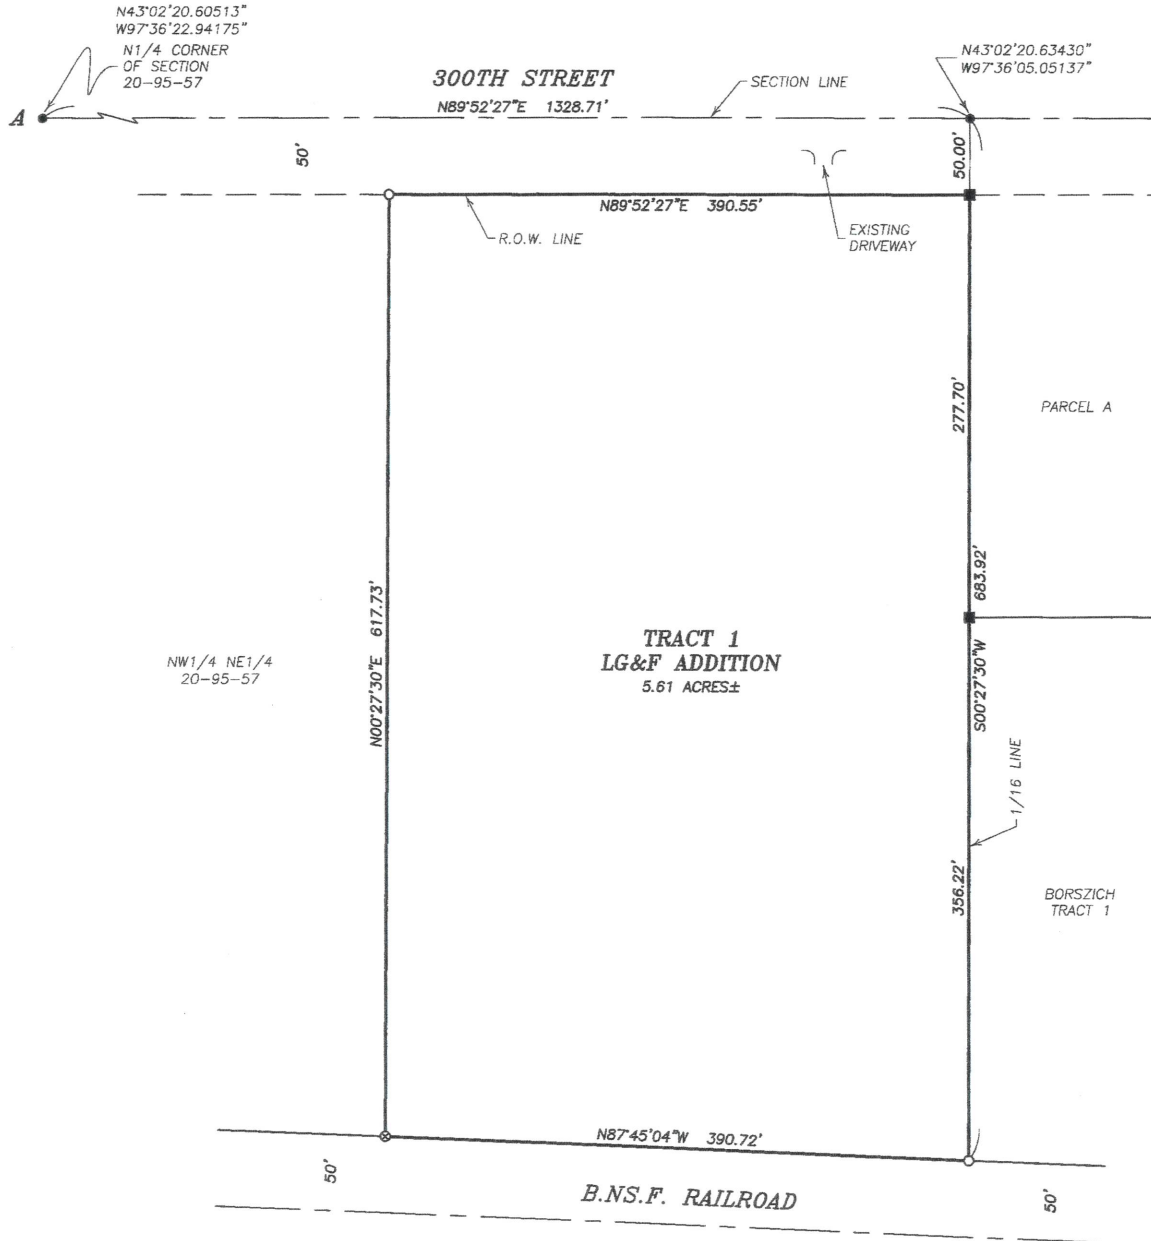 N43°02'20.60513"
W97°36'22.94175"
N1/4 CORNER
OF SECTION
20-95-57
N43°02'20.63430"
W97°36'05.05137"
300TH STREET
SECTION LINE
N89°52'27"E 1328.71'
A
50'
50.00'
N89°52'27"E 390.55'
R.O.W. LINE
EXISTING
DRIVEWAY
277.70'
PARCEL A
683.92'
N00°27'30"E 617.73'
TRACT 1
LG&F ADDITION
5.61 ACRES±
NW1/4 NE1/4
20-95-57
S00°27'30"W
1/16 LINE
356.22'
BORSZICH
TRACT 1
N87°45'04"W 390.72'
50'
B.NS.F. RAILROAD
50'